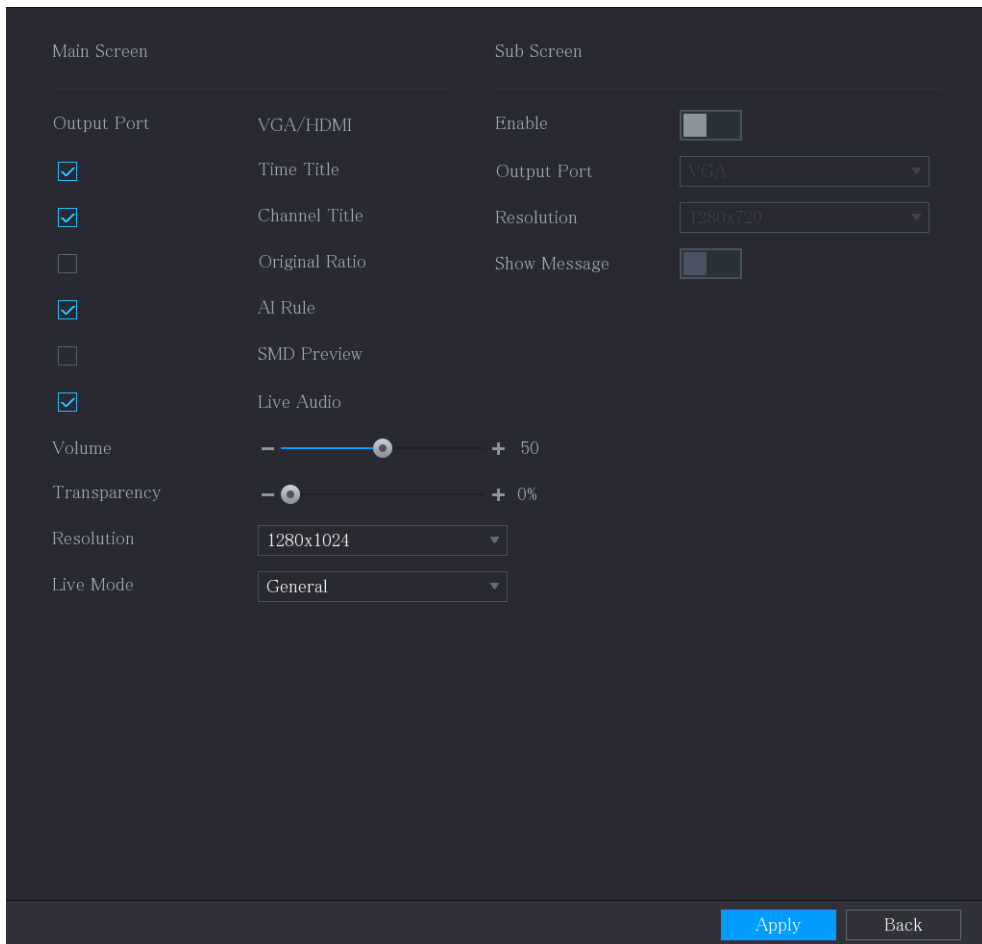 Main Screen
Output Port VGA/HDMI
Time Title
Channel Title
Original Ratio
AI Rule
SMD Preview
Live Audio
Volume 50
Transparency 0%
Resolution 1280x1024
Live Mode General
Sub Screen
Enable
Output Port VGA
Resolution 1280x720
Show Message
Apply Back